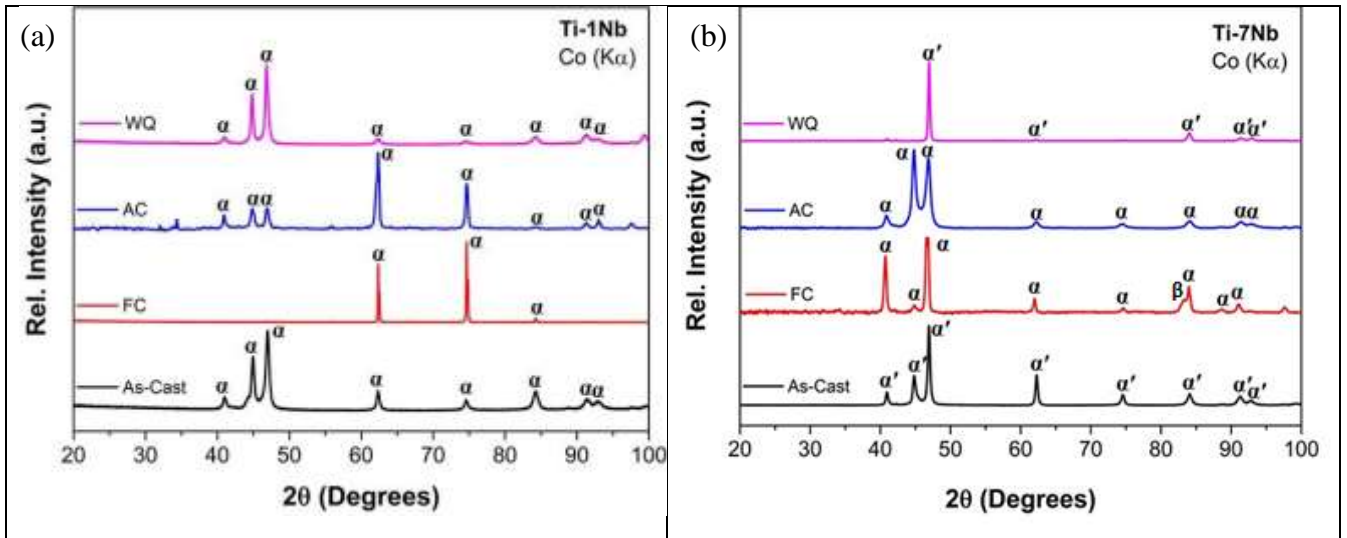 (a)
Ti-1Nb
Co (Kα)
α
α
α
WQ
α
α
α
α α
α
α
AC
α α α
α
α α
α
α
FC
α
α
α
As-Cast
α
α
α
α α
Rel. Intensity (a.u.)
20 30 40 50 60 70 80 90 100
2θ (Degrees)
(b)
Ti-7Nb
Co (Kα)
α′
WQ
α′
α′
α′ α′
α α
AC
α
α
α
α
α α
α
α
FC
α
α
α
β
α
α α
α′
As-Cast
α′
α′
α′
α′
α′
α′ α′
Rel. Intensity (a.u.)
20 30 40 50 60 70 80 90 100
2θ (Degrees)